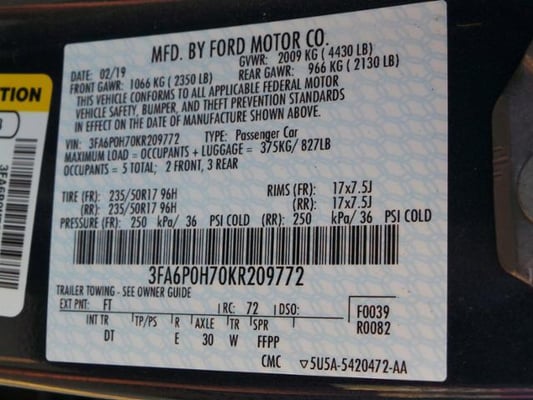 MFD. BY FORD MOTOR CO.
DATE: 02/19 GVWR: 2009 KG ( 4430 LB)
FRONT GAWR: 1066 KG ( 2350 LB) REAR GAWR: 966 KG ( 2130 LB)
THIS VEHICLE CONFORMS TO ALL APPLICABLE FEDERAL MOTOR
VEHICLE SAFETY, BUMPER, AND THEFT PREVENTION STANDARDS
IN EFFECT ON THE DATE OF MANUFACTURE SHOWN ABOVE.
VIN: 3FA6P0H70KR209772 TYPE: Passenger Car
MAXIMUM LOAD = OCCUPANTS + LUGGAGE = 375KG/ 827LB
OCCUPANTS = 5 TOTAL; 2 FRONT, 3 REAR
TIRE (FR): 235/50R17 96H RIMS (FR): 17x7.5J
(RR): 235/50R17 96H (RR): 17x7.5J
PRESSURE (FR): 250 kPa/ 36 PSI COLD (RR): 250 kPa/ 36 PSI COLD
3FA6P0H70KR209772
TRAILER TOWING - SEE OWNER GUIDE
EXT PNT: FT RC: 72 DSO:
INT TR TP/PS R AXLE TR SPR
DT E 30 W FFPP
F0039
R0082
CMC ▽5U5A-5420472-AA
TION